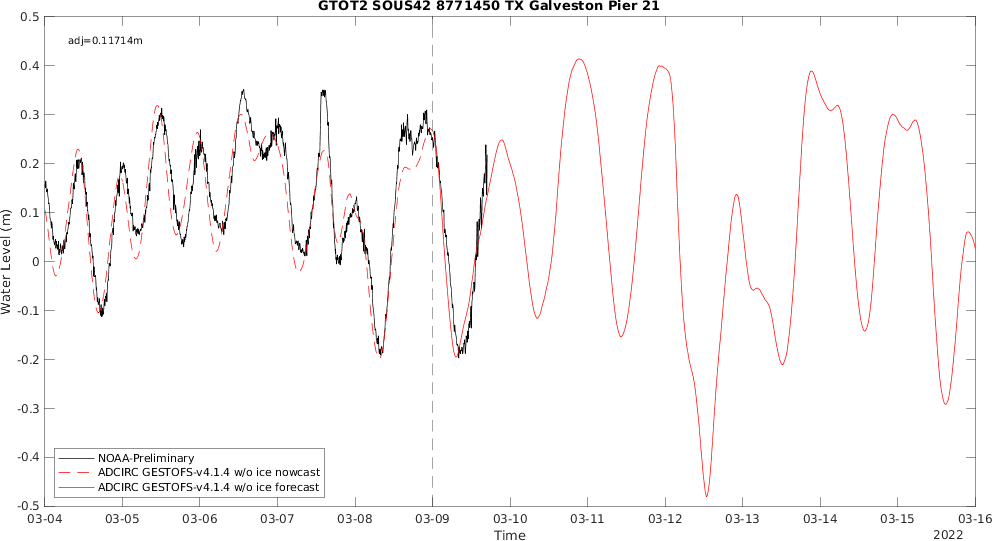 GTOT2 SOUS42 8771450 TX Galveston Pier 21
adj=0.11714m
0.5
0.4
0.3
0.2
0.1
0
-0.1
-0.2
-0.3
-0.4
-0.5
Water Level (m)
NOAA-Preliminary
ADCIRC GESTOFS-v4.1.4 w/o ice nowcast
ADCIRC GESTOFS-v4.1.4 w/o ice forecast
03-04 03-05 03-06 03-07 03-08 03-09 03-10 03-11 03-12 03-13 03-14 03-15 03-16
Time
2022